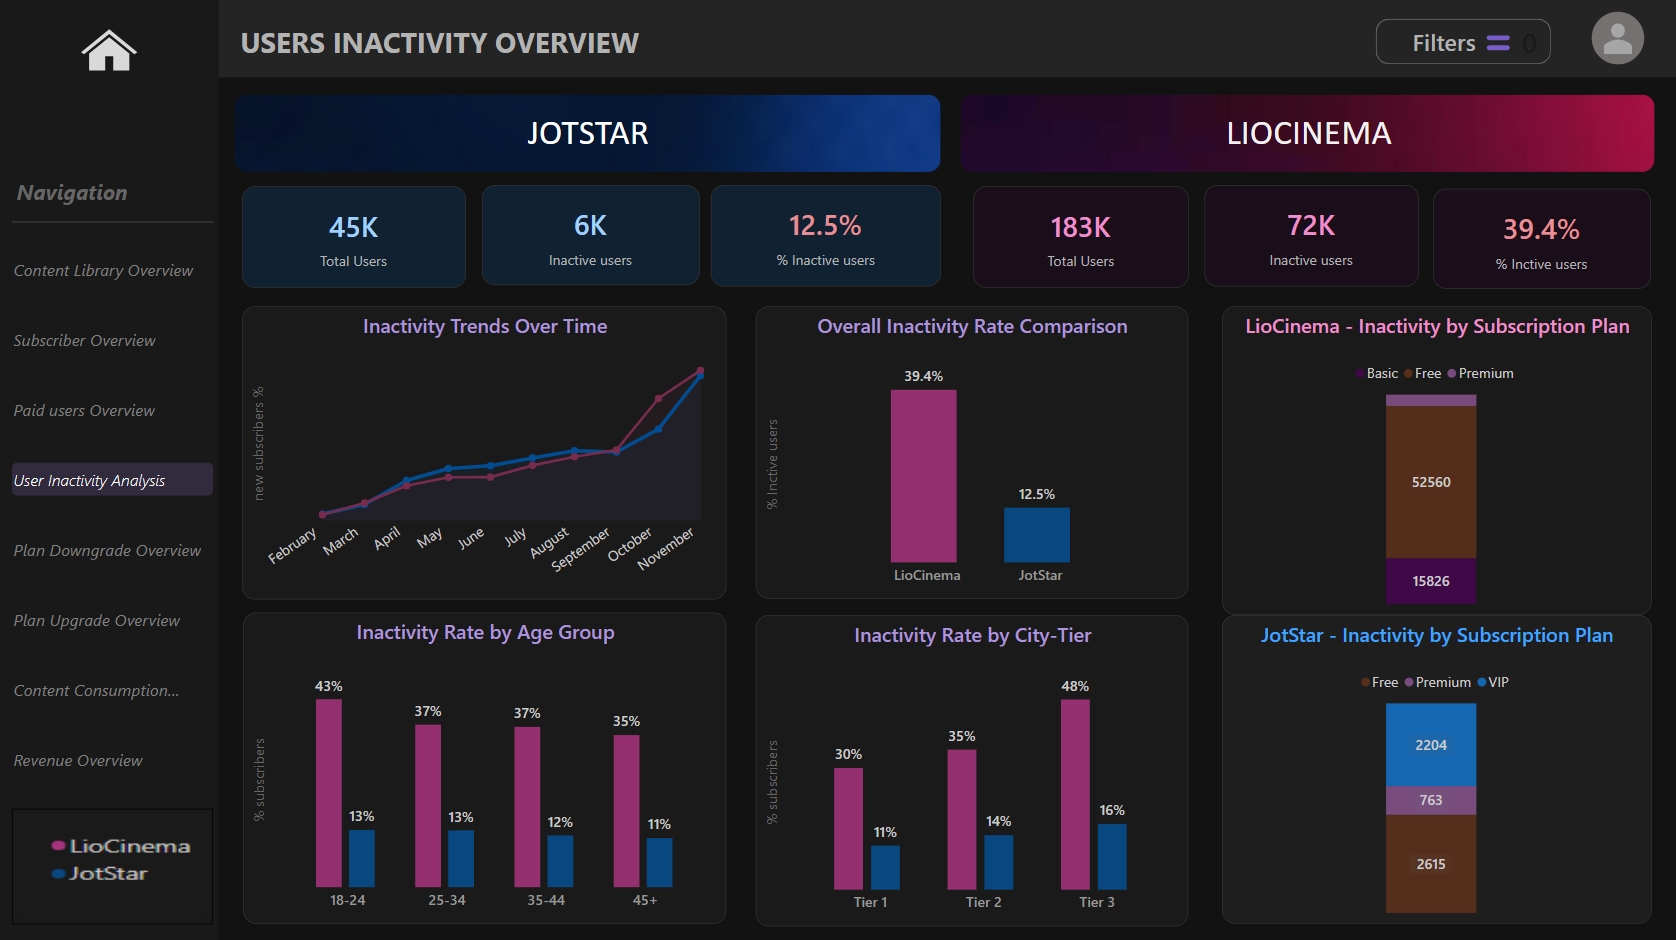 USERS INACTIVITY OVERVIEW
Filters 0
Navigation
Content Library Overview
Subscriber Overview
Paid users Overview
User Inactivity Analysis
Plan Downgrade Overview
Plan Upgrade Overview
Content Consumption...
Revenue Overview
LioCinema
JotStar
JOTSTAR
45K
Total Users
6K
Inactive users
12.5%
% Inactive users
LIOCINEMA
183K
Total Users
72K
Inactive users
39.4%
% Inctive users
Inactivity Trends Over Time
new subscribers %
February March April May June July August September October November
Overall Inactivity Rate Comparison
% Inctive users
39.4%
12.5%
LioCinema JotStar
LioCinema - Inactivity by Subscription Plan
Basic Free Premium
52560
15826
Inactivity Rate by Age Group
% subscribers
43% 13% 37% 13% 37% 12% 35% 11%
18-24 25-34 35-44 45+
Inactivity Rate by City-Tier
% subscribers
30% 11% 35% 14% 48% 16%
Tier 1 Tier 2 Tier 3
JotStar - Inactivity by Subscription Plan
Free Premium VIP
2204
763
2615